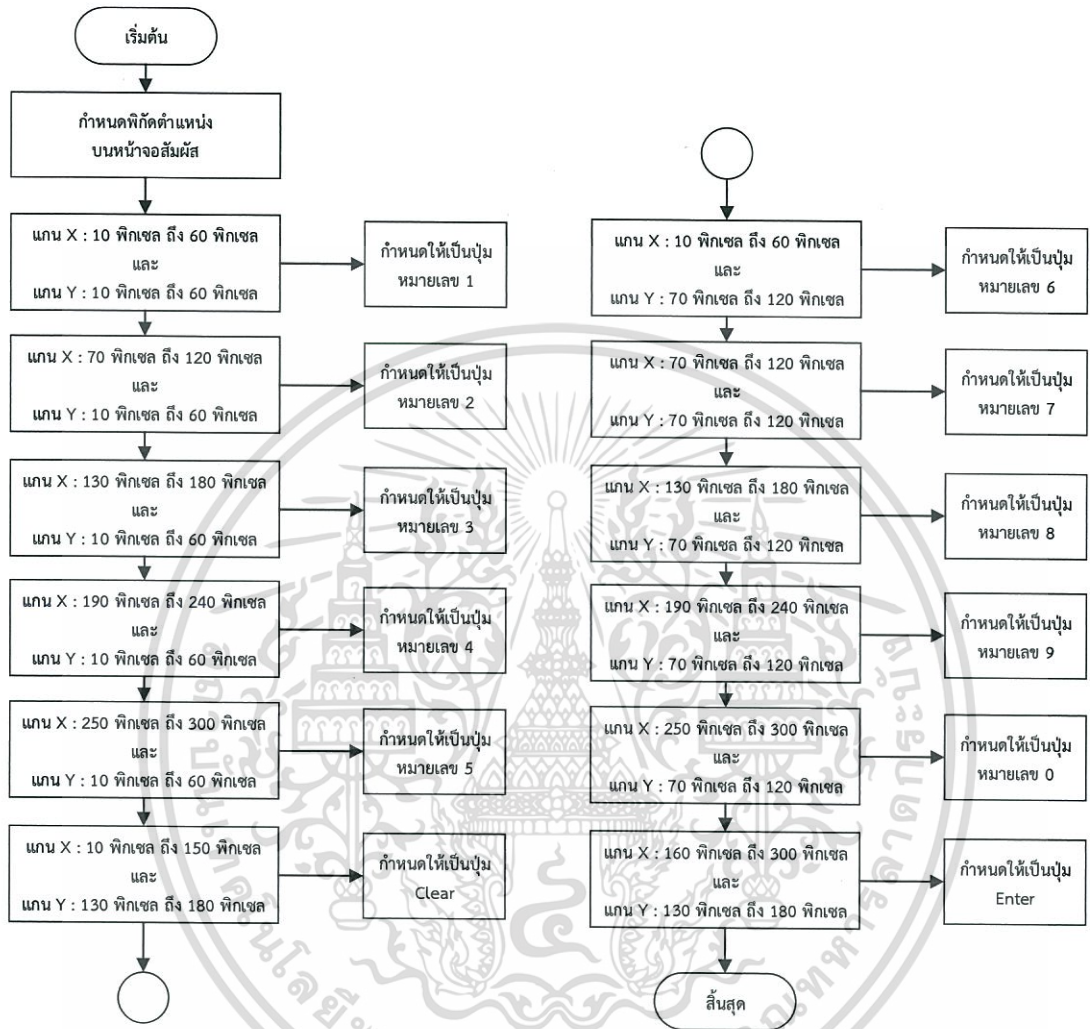 เริ่มต้น
กำหนดพิกัดตำแหน่ง
บนหน้าจอสัมผัส
แกน X : 10 พิกเซล ถึง 60 พิกเซล
และ
แกน Y : 10 พิกเซล ถึง 60 พิกเซล
กำหนดให้เป็นปุ่ม
หมายเลข 1
แกน X : 70 พิกเซล ถึง 120 พิกเซล
และ
แกน Y : 10 พิกเซล ถึง 60 พิกเซล
กำหนดให้เป็นปุ่ม
หมายเลข 2
แกน X : 130 พิกเซล ถึง 180 พิกเซล
และ
แกน Y : 10 พิกเซล ถึง 60 พิกเซล
กำหนดให้เป็นปุ่ม
หมายเลข 3
แกน X : 190 พิกเซล ถึง 240 พิกเซล
และ
แกน Y : 10 พิกเซล ถึง 60 พิกเซล
กำหนดให้เป็นปุ่ม
หมายเลข 4
แกน X : 250 พิกเซล ถึง 300 พิกเซล
และ
แกน Y : 10 พิกเซล ถึง 60 พิกเซล
กำหนดให้เป็นปุ่ม
หมายเลข 5
แกน X : 10 พิกเซล ถึง 150 พิกเซล
และ
แกน Y : 130 พิกเซล ถึง 180 พิกเซล
กำหนดให้เป็นปุ่ม
Clear
แกน X : 10 พิกเซล ถึง 60 พิกเซล
และ
แกน Y : 70 พิกเซล ถึง 120 พิกเซล
กำหนดให้เป็นปุ่ม
หมายเลข 6
แกน X : 70 พิกเซล ถึง 120 พิกเซล
และ
แกน Y : 70 พิกเซล ถึง 120 พิกเซล
กำหนดให้เป็นปุ่ม
หมายเลข 7
แกน X : 130 พิกเซล ถึง 180 พิกเซล
และ
แกน Y : 70 พิกเซล ถึง 120 พิกเซล
กำหนดให้เป็นปุ่ม
หมายเลข 8
แกน X : 190 พิกเซล ถึง 240 พิกเซล
และ
แกน Y : 70 พิกเซล ถึง 120 พิกเซล
กำหนดให้เป็นปุ่ม
หมายเลข 9
แกน X : 250 พิกเซล ถึง 300 พิกเซล
และ
แกน Y : 70 พิกเซล ถึง 120 พิกเซล
กำหนดให้เป็นปุ่ม
หมายเลข 0
แกน X : 160 พิกเซล ถึง 300 พิกเซล
และ
แกน Y : 130 พิกเซล ถึง 180 พิกเซล
กำหนดให้เป็นปุ่ม
Enter
สิ้นสุด